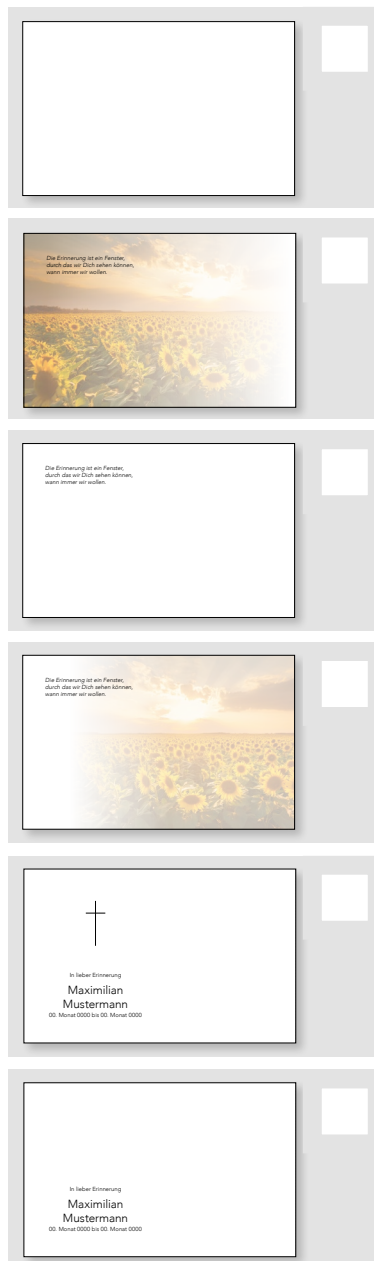 Die Erinnerung ist ein Fenster,
durch das wir Dich sehen können,
wann immer wir wollen.
Die Erinnerung ist ein Fenster,
durch das wir Dich sehen können,
wann immer wir wollen.
Die Erinnerung ist ein Fenster,
durch das wir Dich sehen können,
wann immer wir wollen.
In lieber Erinnerung
Maximilian
Mustermann
00. Monat 0000 bis 00. Monat 0000
In lieber Erinnerung
Maximilian
Mustermann
00. Monat 0000 bis 00. Monat 0000